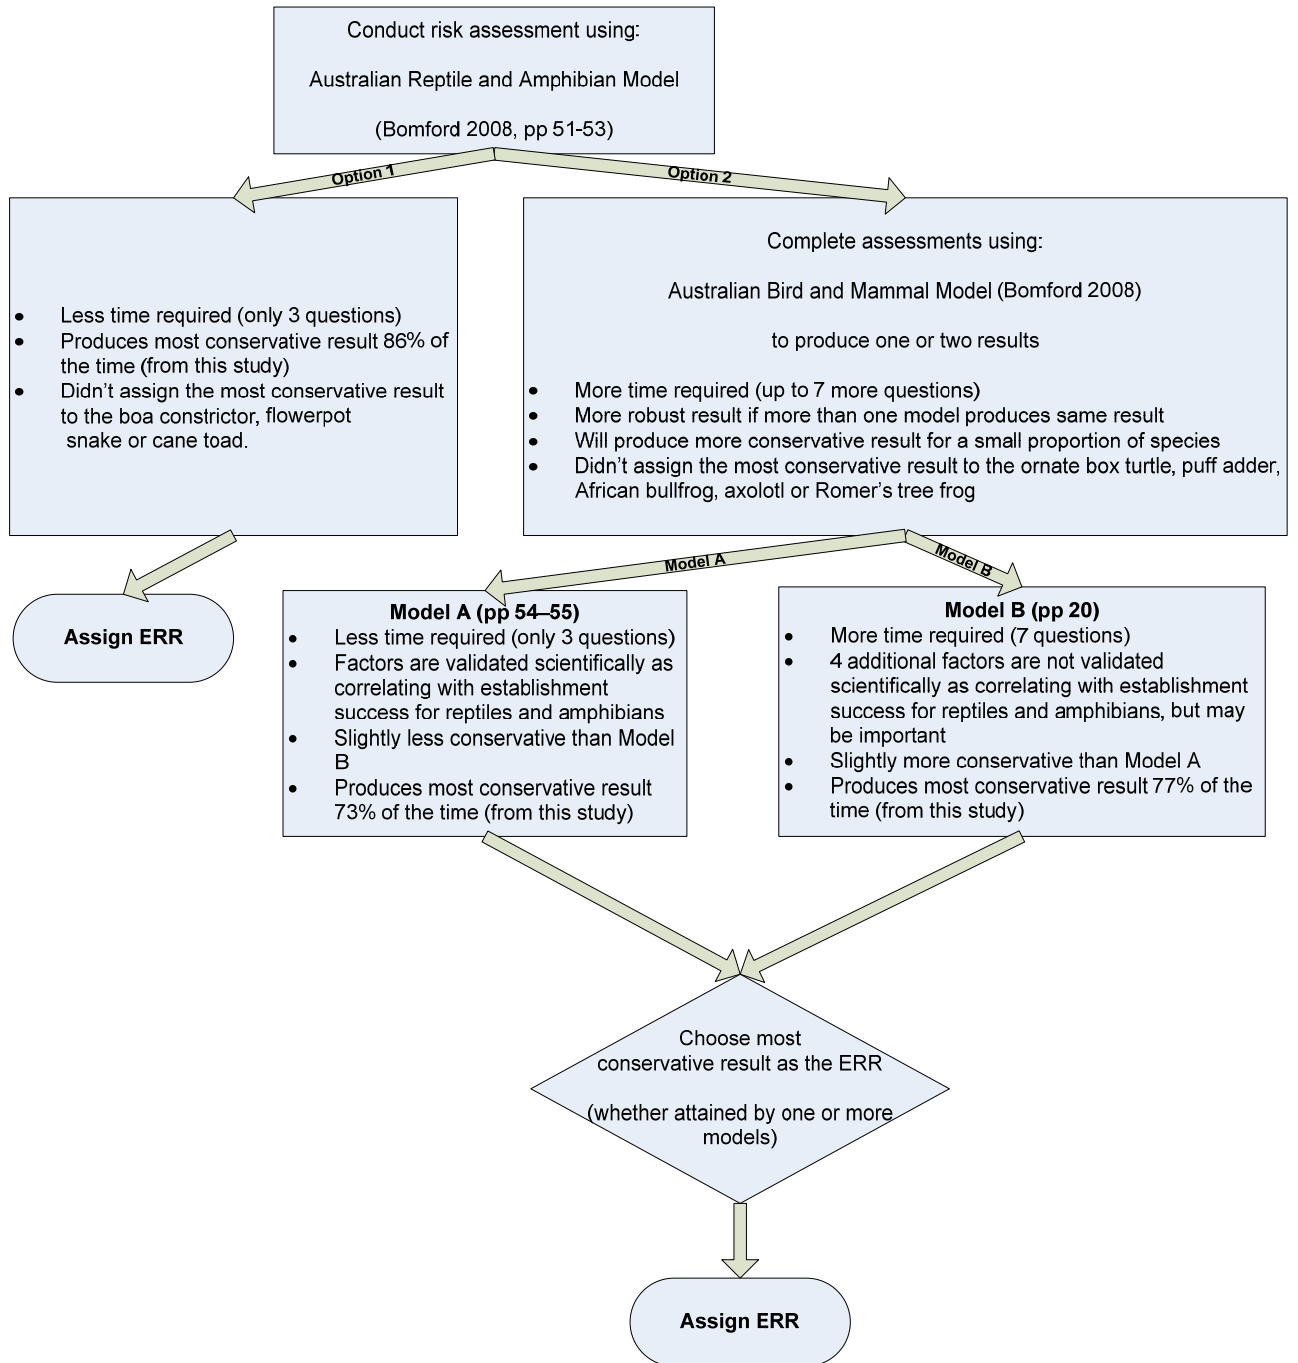 Conduct risk assessment using:
Australian Reptile and Amphibian Model
(Bomford 2008, pp 51-53)
Option 1
Option 2
• Less time required (only 3 questions)
• Produces most conservative result 86% of
the time (from this study)
• Didn’t assign the most conservative result
to the boa constrictor, flowerpot
snake or cane toad.
Complete assessments using:
Australian Bird and Mammal Model (Bomford 2008)
to produce one or two results
• More time required (up to 7 more questions)
• More robust result if more than one model produces same result
• Will produce more conservative result for a small proportion of species
• Didn’t assign the most conservative result to the ornate box turtle, puff adder,
African bullfrog, axolotl or Romer’s tree frog
Assign ERR
Model A
Model B
Model A (pp 54–55)
• Less time required (only 3 questions)
• Factors are validated scientifically as
correlating with establishment
success for reptiles and amphibians
• Slightly less conservative than Model
B
• Produces most conservative result
73% of the time (from this study)
Model B (pp 20)
• More time required (7 questions)
• 4 additional factors are not validated
scientifically as correlating with establishment
success for reptiles and amphibians, but may
be important
• Slightly more conservative than Model A
• Produces most conservative result 77% of the
time (from this study)
Choose most
conservative result as the ERR
(whether attained by one or more
models)
Assign ERR